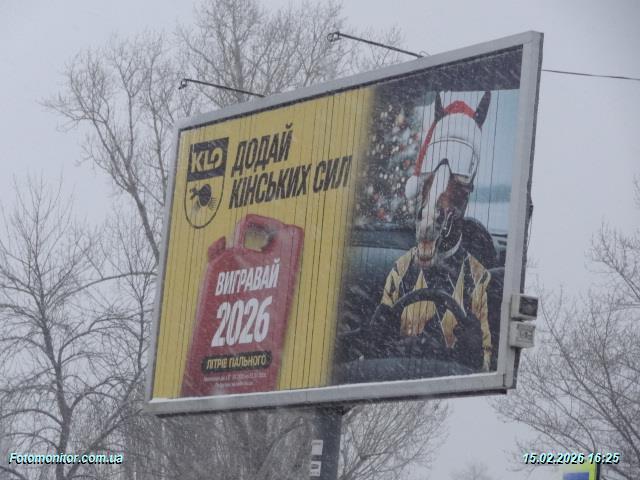 KLO
ДОДАЙ
КІНСЬКИХ СИЛ
ВИГРАВАЙ
2026
ЛІТРІВ ПАЛЬНОГО
Fotomonitor.com.ua
15.02.2026 16:25